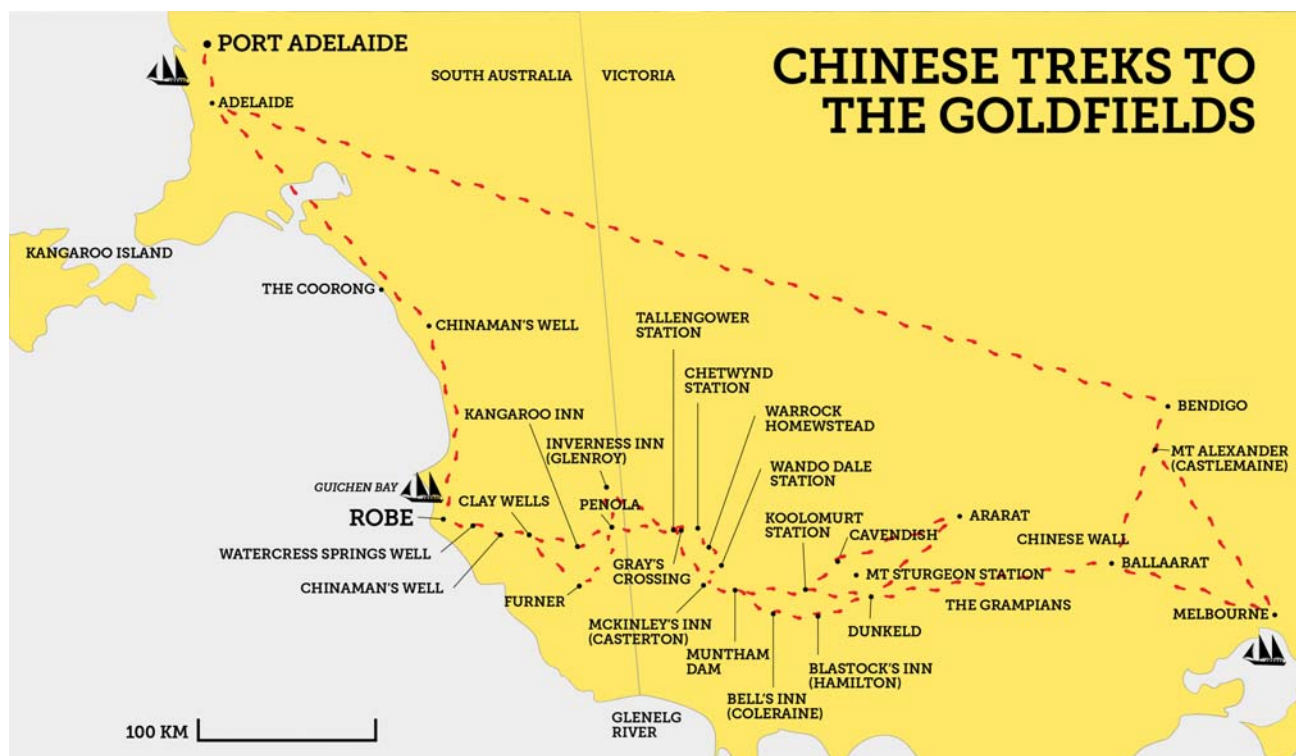 CHINESE TREKS TO
THE GOLDFIELDS
PORT ADELAIDE
SOUTH AUSTRALIA
VICTORIA
ADELAIDE
KANGAROO ISLAND
THE COORONG
CHINAMAN'S WELL
TALLENGOWER
STATION
CHETWYND
STATION
KANGAROO INN
WARROCK
HOMEWSTEAD
BENDIGO
INVERNESS INN
(GLENROY)
MT ALEXANDER
(CASTLEMAINE)
WANDO DALE
STATION
GUICHEN BAY
CLAY WELLS
PENOLA
KOOLOMURT
STATION
ARARAT
ROBE
CAVENDISH
CHINESE WALL
WATERCRESS SPRINGS WELL
GRAY'S
CROSSING
BALLAARAT
MT STURGEON STATION
CHINAMAN'S WELL
FURNER
THE GRAMPIANS
MELBOURNE
MCKINLEY'S INN
(CASTERTON)
DUNKELD
MUNTHAM
DAM
BLASTOCK'S INN
(HAMILTON)
BELL'S INN
(COLERAINE)
GLENELG
RIVER
100 KM